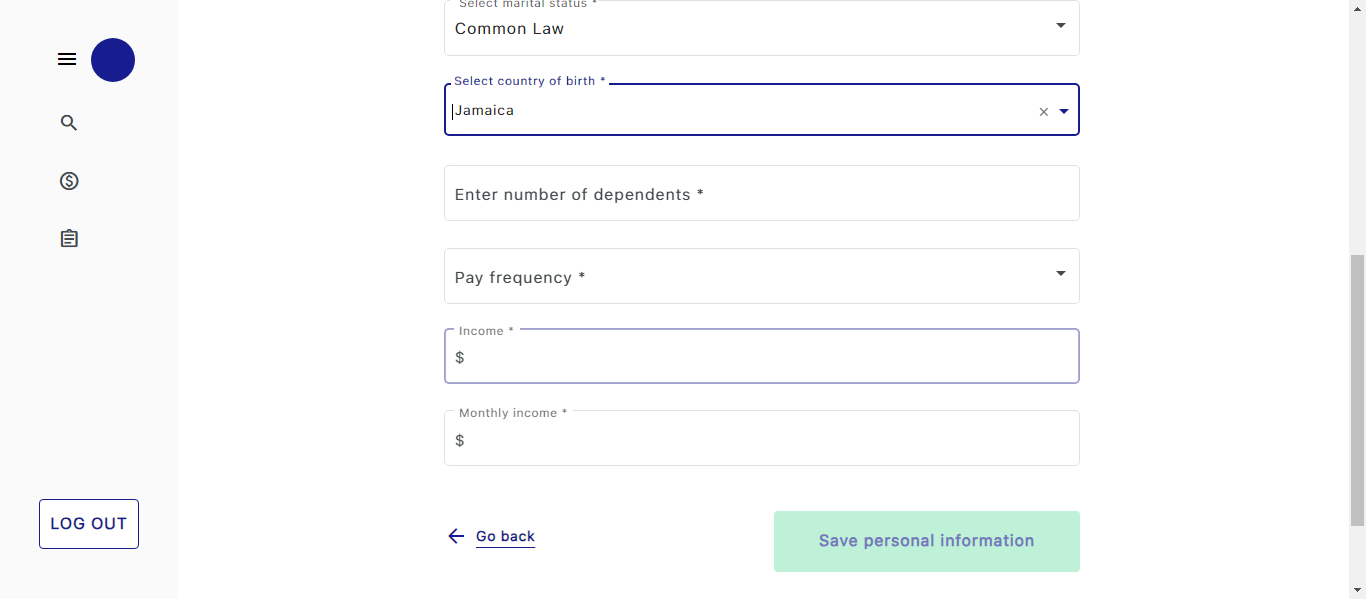 Select marital status *
Common Law
Select country of birth *
Jamaica
Enter number of dependents *
Pay frequency *
Income *
$
Monthly income *
$
LOG OUT
Go back
Save personal information